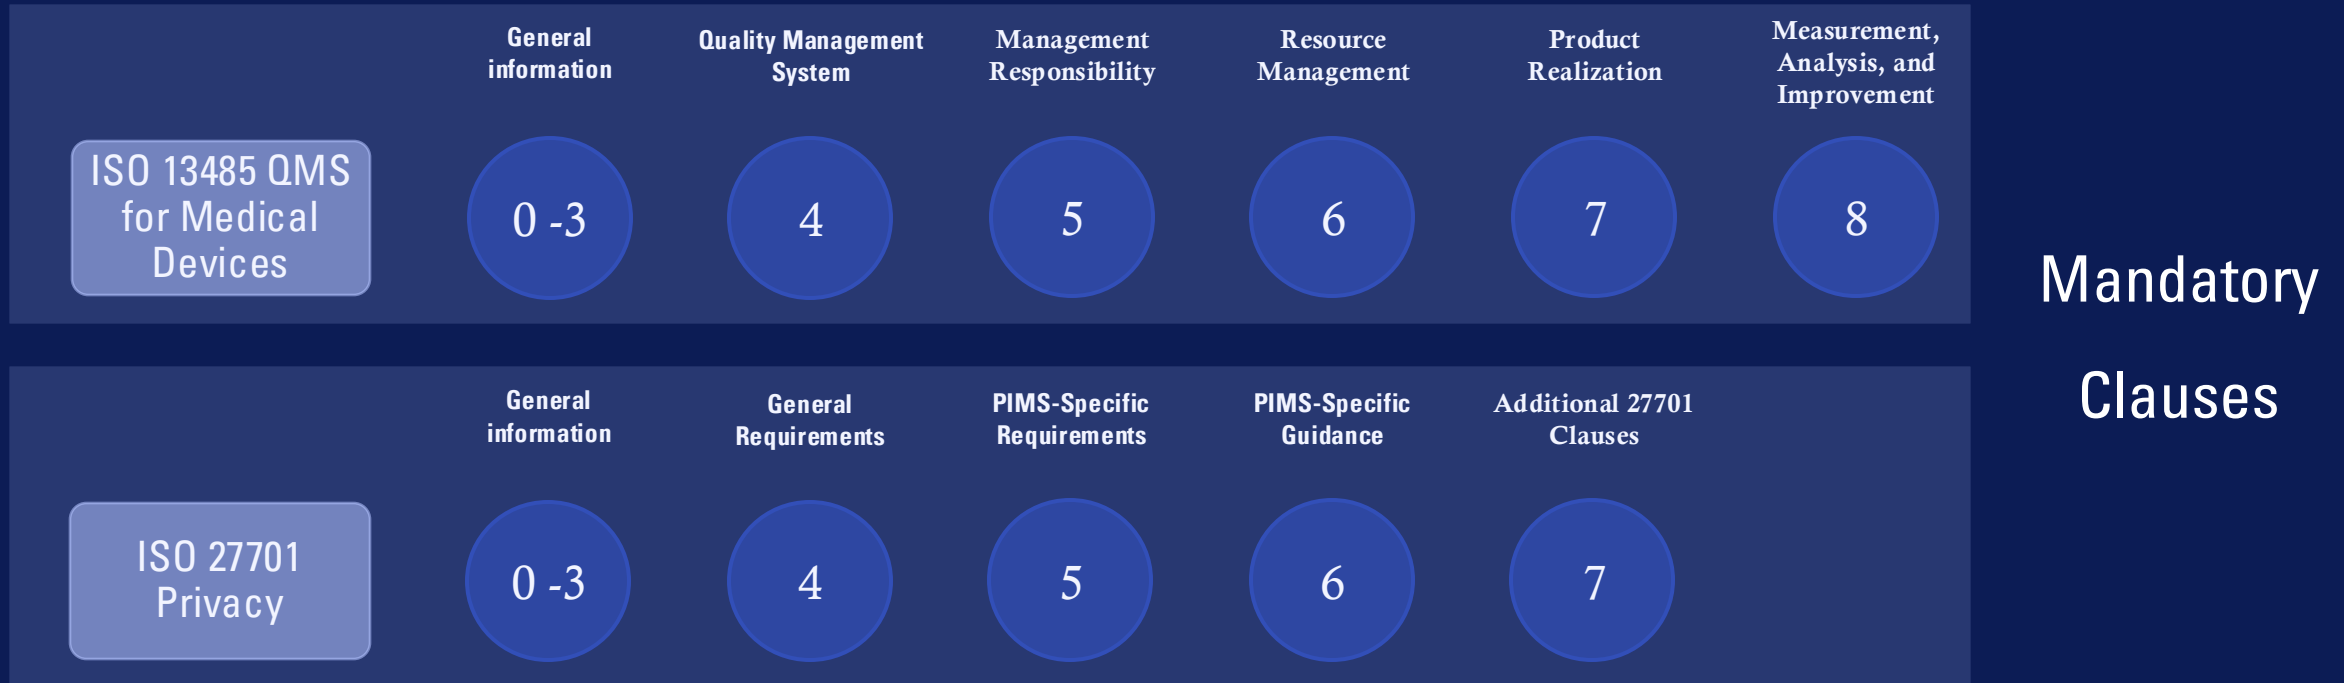 General
information
Quality Management
System
Management
Responsibility
Resource
Management
Product
Realization
Measurement,
Analysis, and
Improvement
ISO 13485 QMS
for Medical
Devices
0 -3
4
5
6
7
8
Mandatory
Clauses
General
information
General
Requirements
PIMS-Specific
Requirements
PIMS-Specific
Guidance
Additional 27701
Clauses
ISO 27701
Privacy
0 -3
4
5
6
7